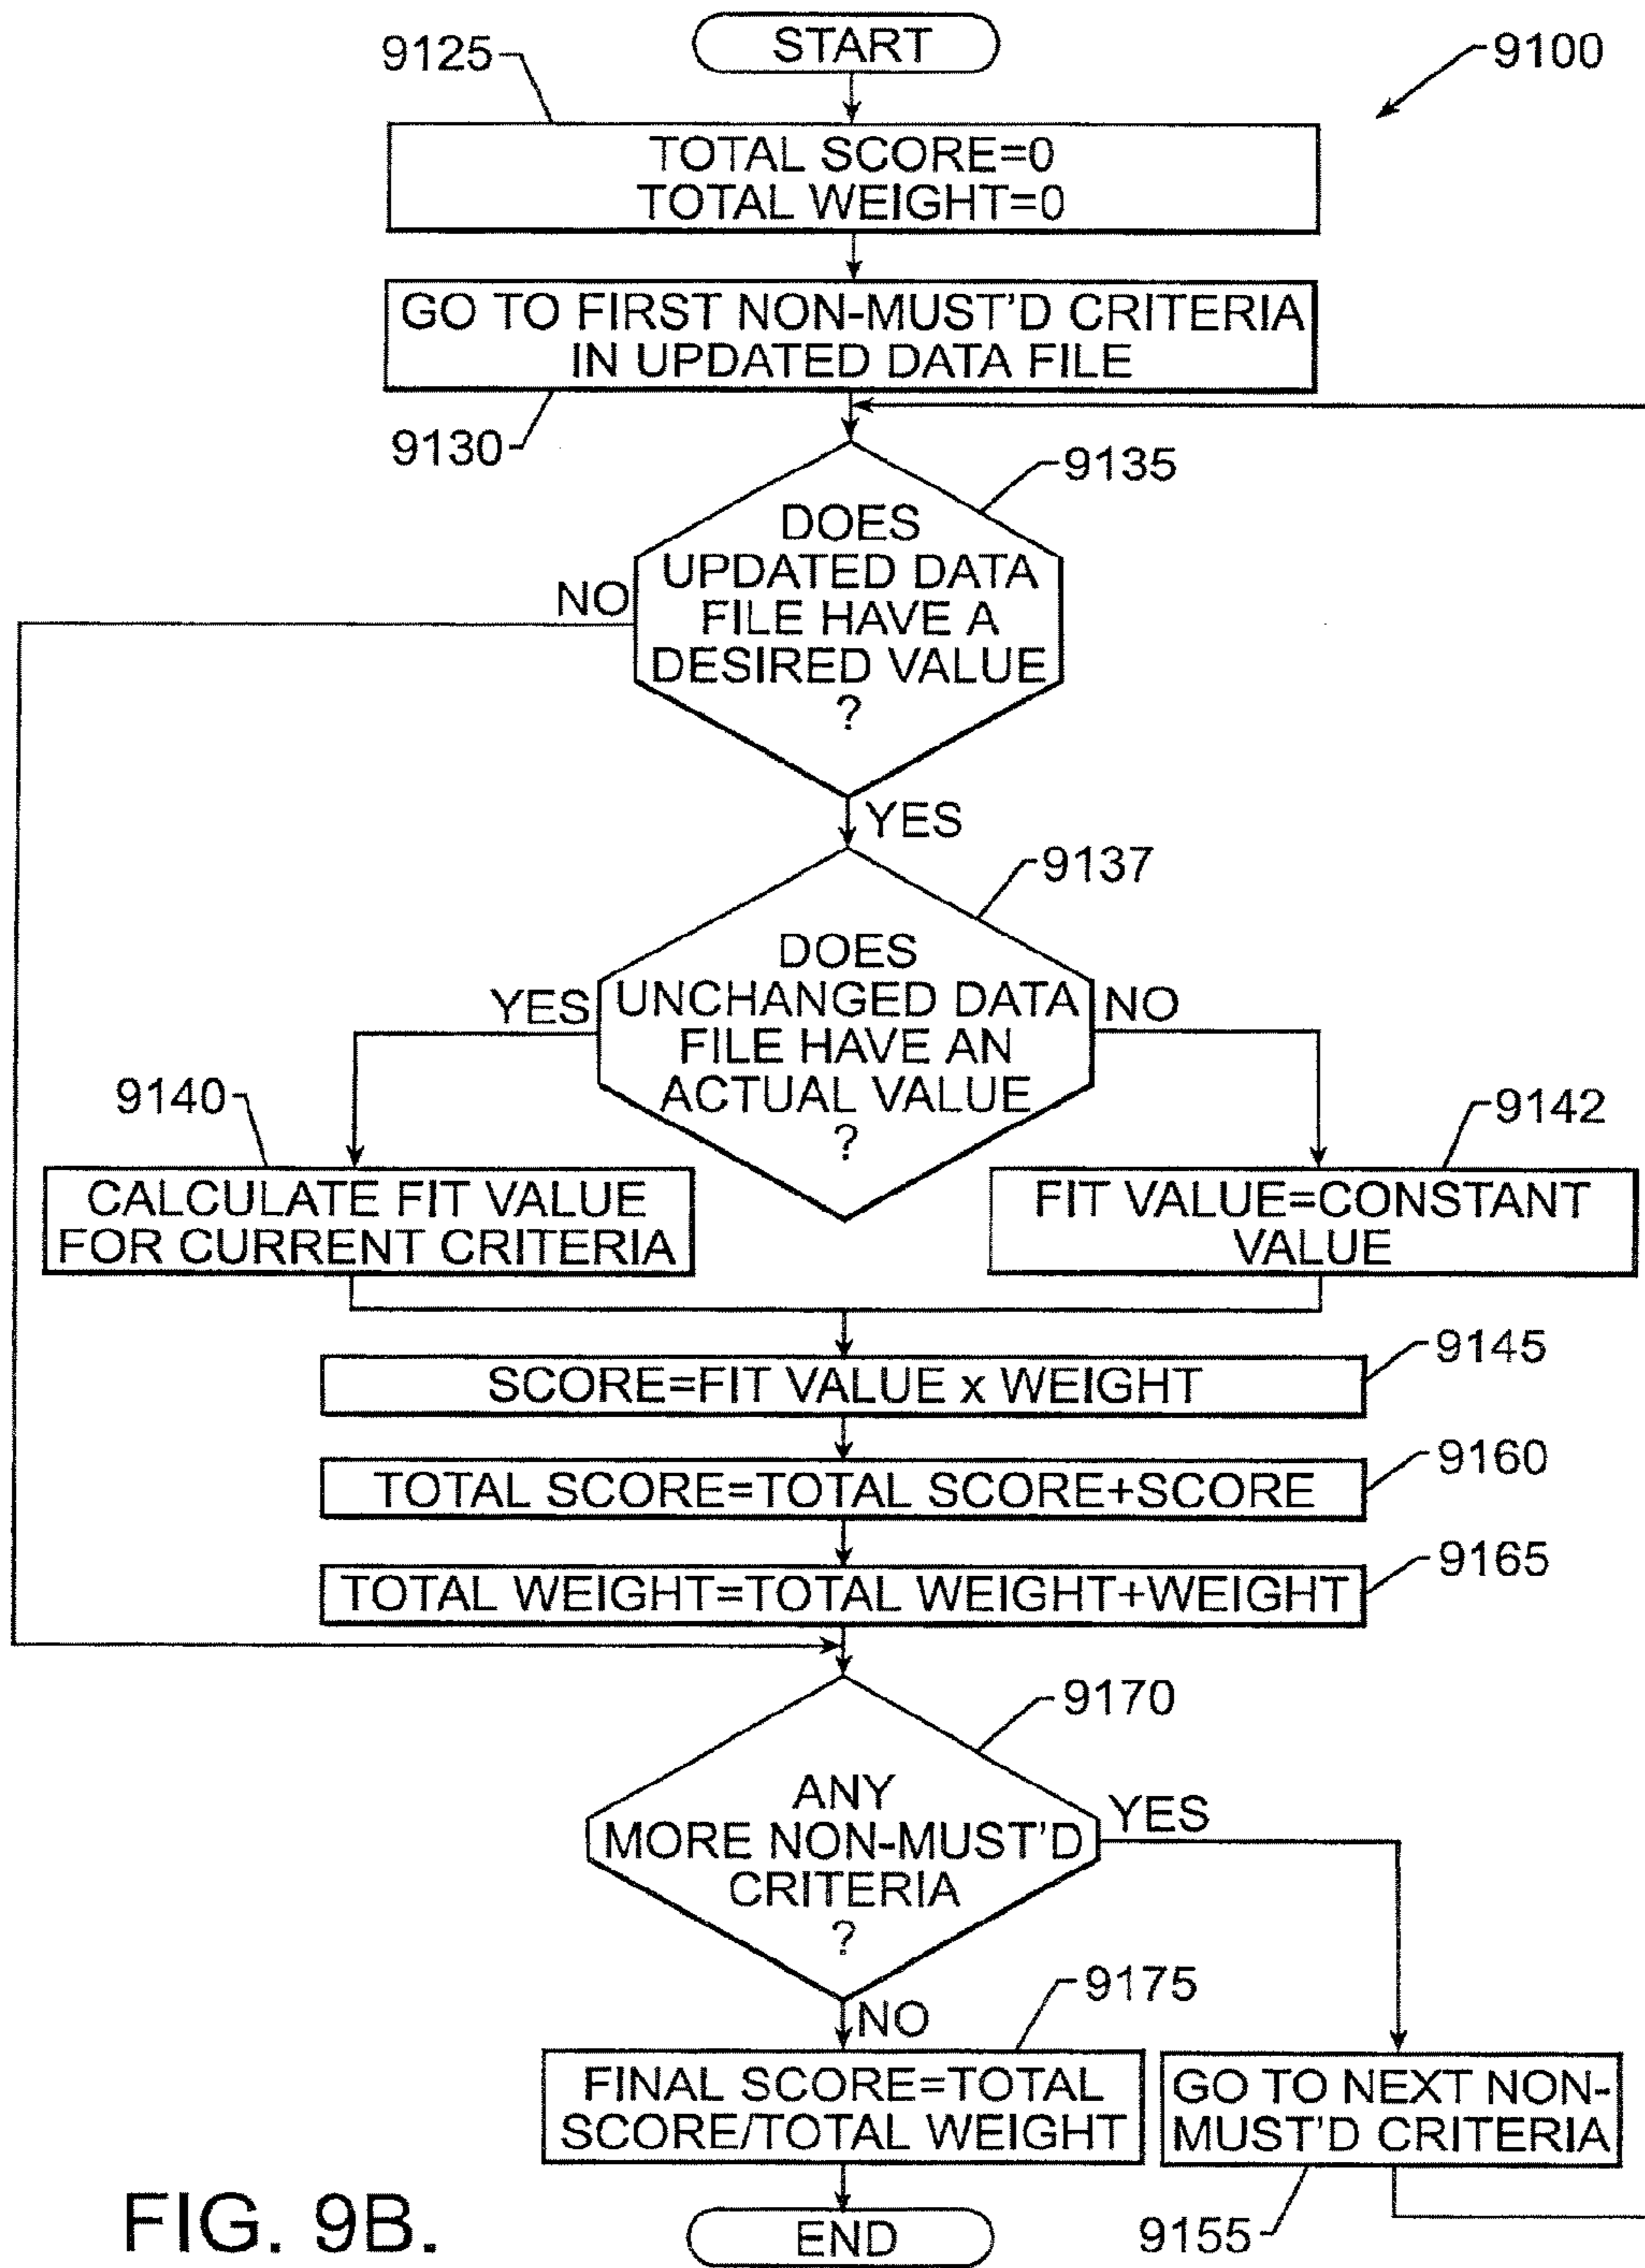 START
9125
9100
TOTAL SCORE=0
TOTAL WEIGHT=0
GO TO FIRST NON-MUST'D CRITERIA
IN UPDATED DATA FILE
9130
9135
DOES
UPDATED DATA
FILE HAVE A
DESIRED VALUE
?
NO
YES
9137
DOES
UNCHANGED DATA
FILE HAVE AN
ACTUAL VALUE
?
YES
NO
9140
9142
CALCULATE FIT VALUE
FOR CURRENT CRITERIA
FIT VALUE=CONSTANT
VALUE
9145
SCORE=FIT VALUE x WEIGHT
9160
TOTAL SCORE=TOTAL SCORE+SCORE
9165
TOTAL WEIGHT=TOTAL WEIGHT+WEIGHT
9170
ANY
MORE NON-MUST'D
CRITERIA
?
YES
NO
9175
FINAL SCORE=TOTAL
SCORE/TOTAL WEIGHT
GO TO NEXT NON-
MUST'D CRITERIA
9155
END
FIG. 9B.